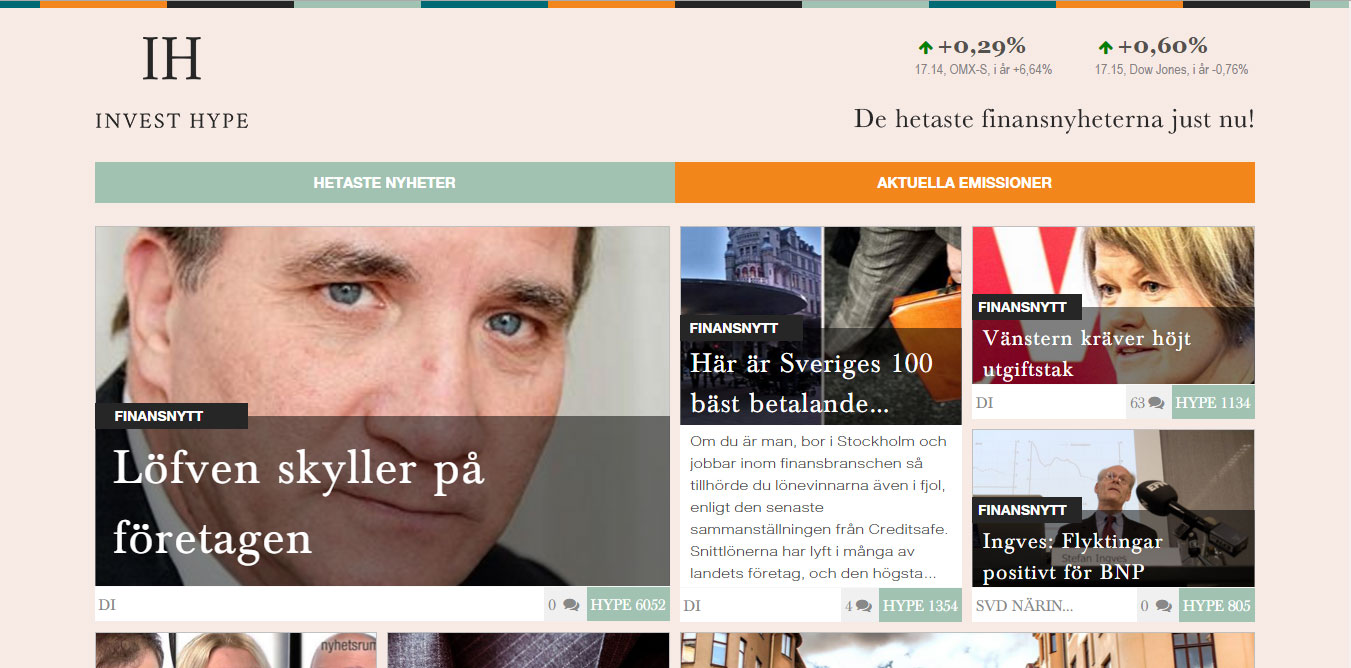 IH
INVEST HYPE
+0,29%
17.14, OMX-S, i år +6,64%
+0,60%
17.15, Dow Jones, i år -0,76%
De hetaste finansnyheterna just nu!
HETASTE NYHETER
AKTUELLA EMISSIONER
FINANSNYTT
Löfven skyller på
företagen
DI
0
HYPE 6052
FINANSNYTT
Här är Sveriges 100
bäst betalande...
Om du är man, bor i Stockholm och
jobbar inom finansbranschen så
tillhörde du lönevinnarna även i fjol,
enligt den senaste
sammanställningen från Creditsafe.
Snittlönerna har lyft i många av
landets företag, och den högsta...
DI
4
HYPE 1354
FINANSNYTT
Vänstern kräver höjt
utgiftstak
DI
63
HYPE 1134
FINANSNYTT
Ingves: Flyktingar
positivt för BNP
Stefan Ingves
SVD NÄRIN...
0
HYPE 805
nyhetsrum